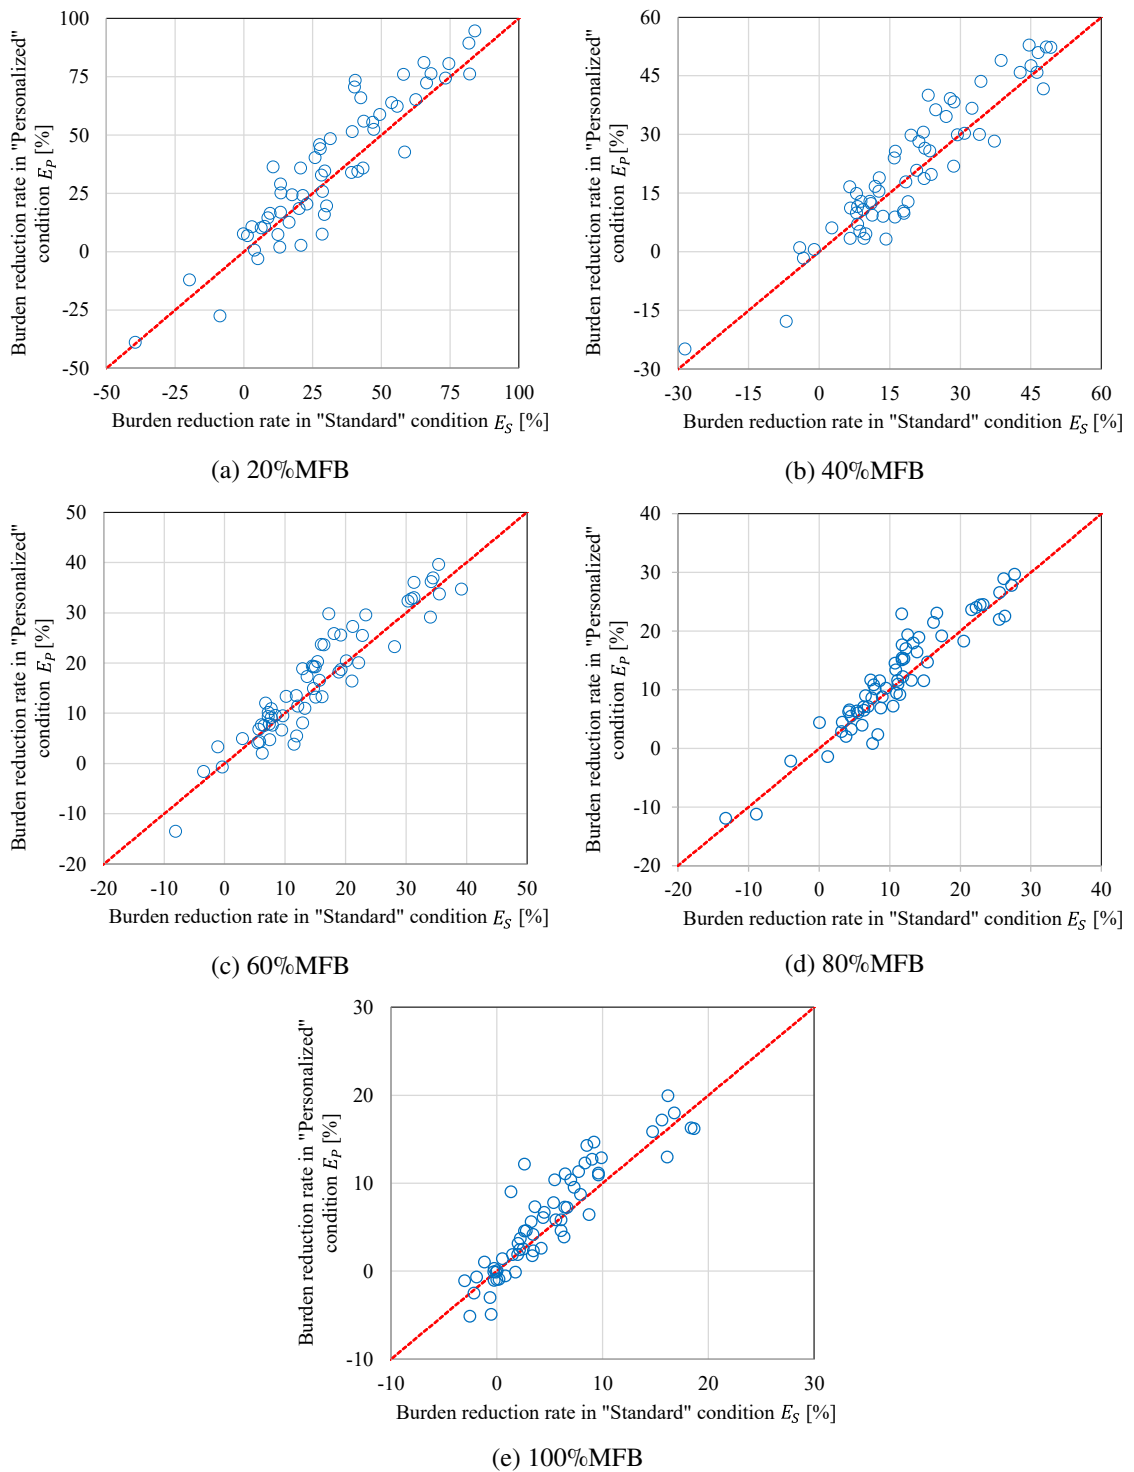 Burden reduction rate in "Personalized"
condition E_P [%]
100
75
50
25
0
-25
-50
-50 -25 0 25 50 75 100
Burden reduction rate in "Standard" condition E_S [%]
(a) 20%MFB
Burden reduction rate in "Personalized"
condition E_P [%]
60
45
30
15
0
-15
-30
-30 -15 0 15 30 45 60
Burden reduction rate in "Standard" condition E_S [%]
(b) 40%MFB
Burden reduction rate in "Personalized"
condition E_P [%]
50
40
30
20
10
0
-10
-20
-20 -10 0 10 20 30 40 50
Burden reduction rate in "Standard" condition E_S [%]
(c) 60%MFB
Burden reduction rate in "Personalized"
condition E_P [%]
40
30
20
10
0
-10
-20
-20 -10 0 10 20 30 40
Burden reduction rate in "Standard" condition E_S [%]
(d) 80%MFB
Burden reduction rate in "Personalized"
condition E_P [%]
30
20
10
0
-10
-10 0 10 20 30
Burden reduction rate in "Standard" condition E_S [%]
(e) 100%MFB